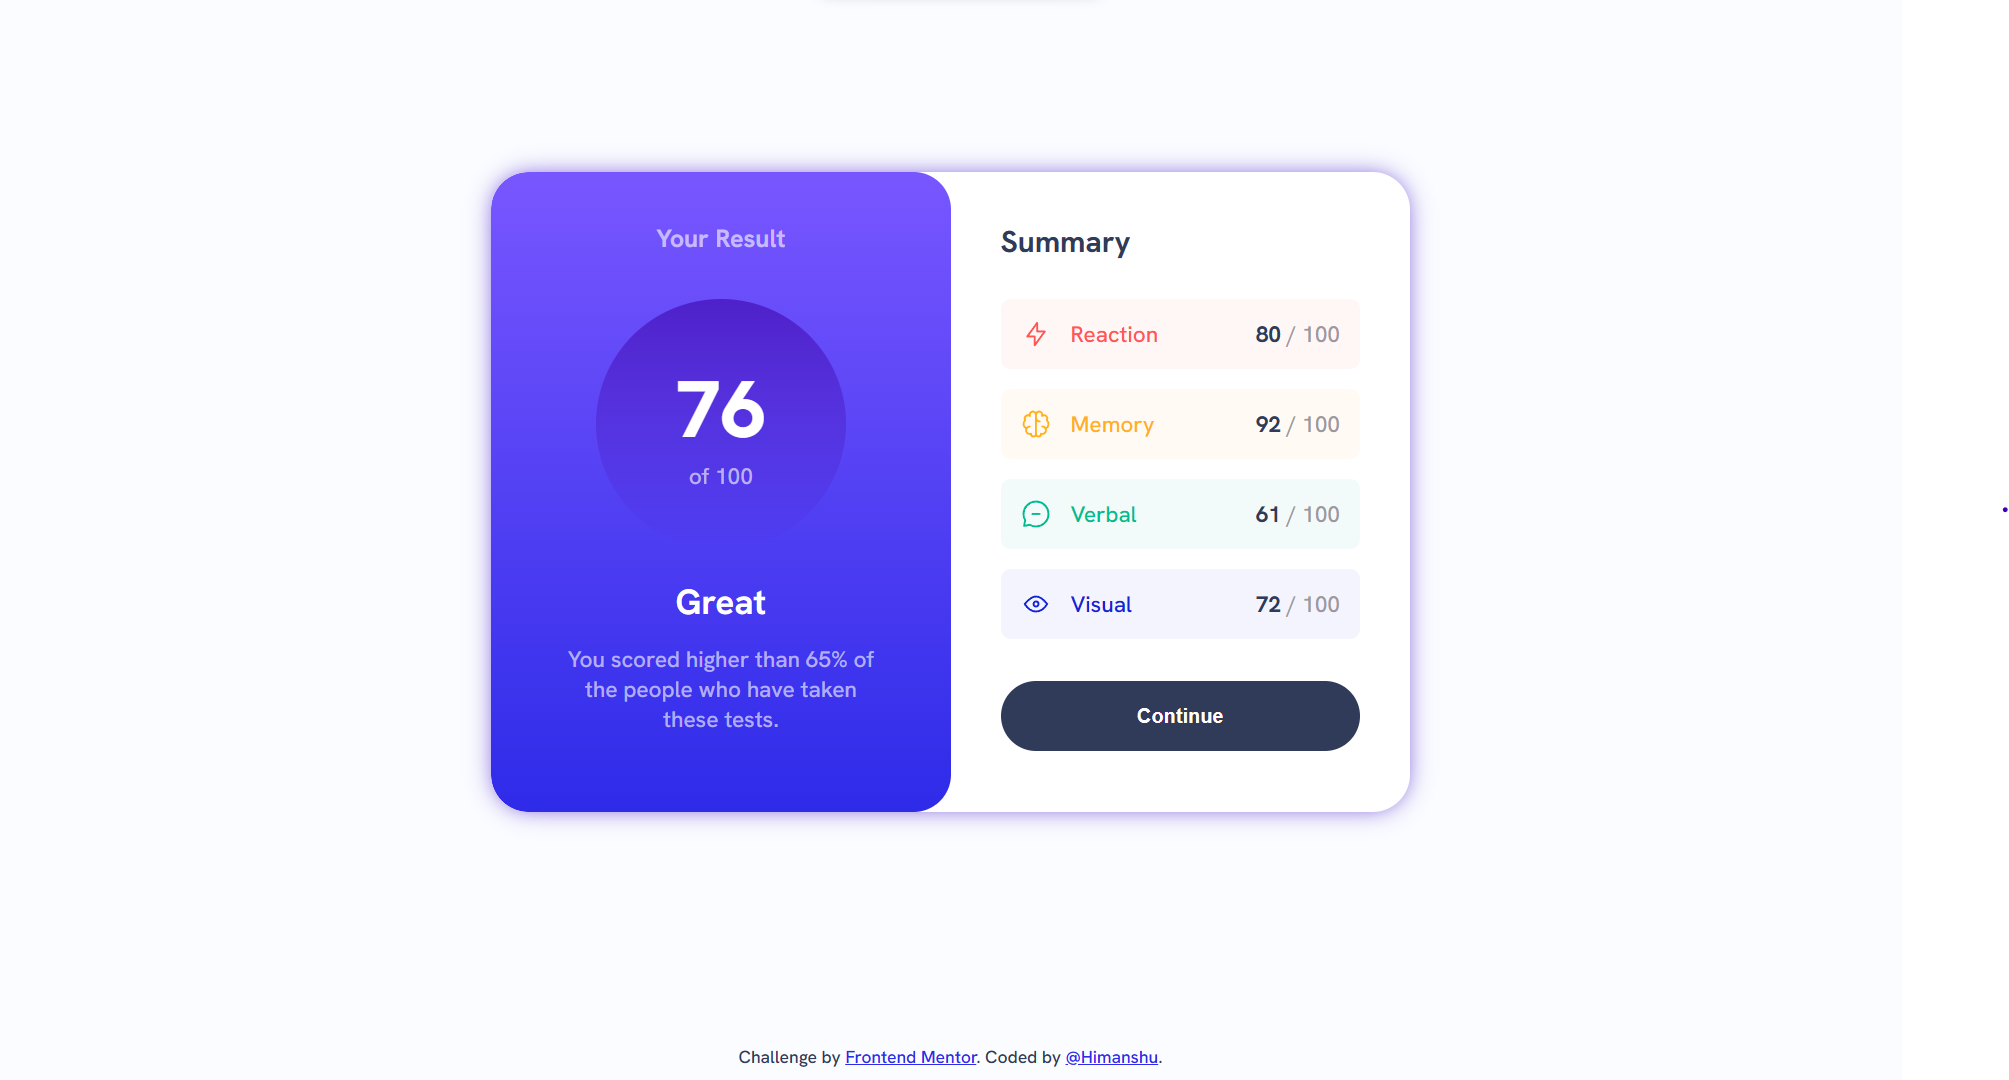 Your Result
76
of 100
Great
You scored higher than 65% of
the people who have taken
these tests.
Summary
Reaction 80 / 100
Memory 92 / 100
Verbal 61 / 100
Visual 72 / 100
Continue
Challenge by Frontend Mentor. Coded by @Himanshu.